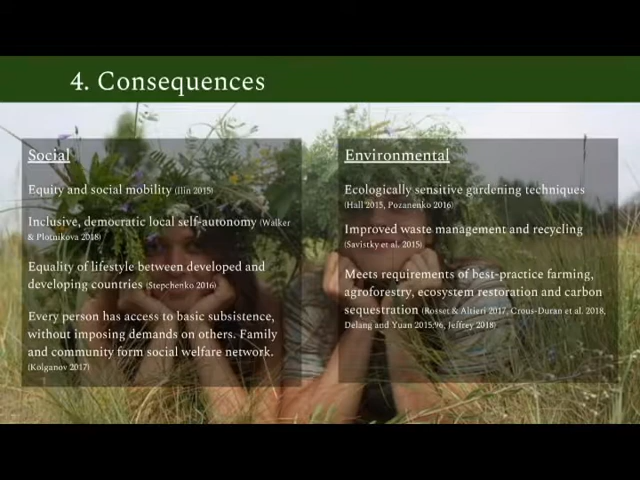 4. Consequences
Social
Equity and social mobility (Ilin 2015)
Inclusive, democratic local self-autonomy (Walker
& Plotnikova 2018)
Equality of lifestyle between developed and
developing countries (Stepchenko 2016)
Every person has access to basic subsistence,
without imposing demands on others. Family
and community form social welfare network.
(Kolganov 2017)
Environmental
Ecologically sensitive gardening techniques
(Hall 2015, Pozanenko 2016)
Improved waste management and recycling
(Savistky et al. 2015)
Meets requirements of best-practice farming,
agroforestry, ecosystem restoration and carbon
sequestration (Rosset & Altieri 2017, Crous-Duran et al. 2018,
Delang and Yuan 2015:96, Jeffrey 2018)